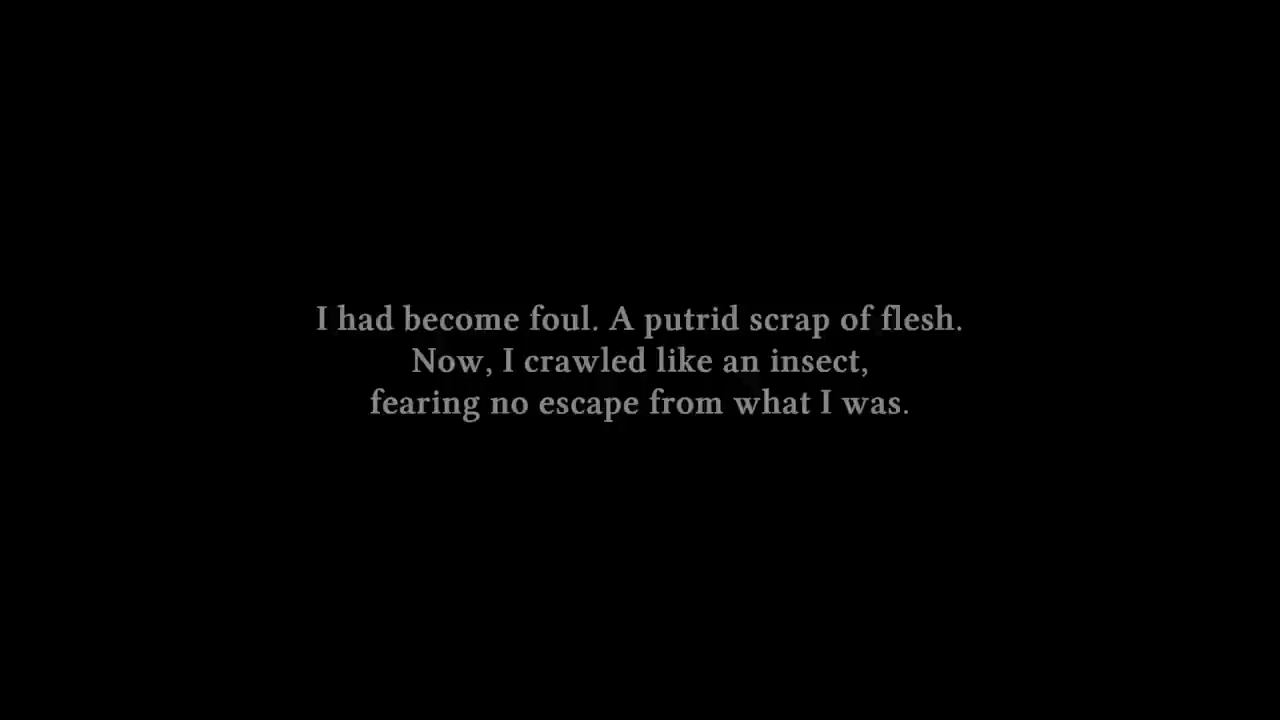 I had become foul. A putrid scrap of flesh.
Now, I crawled like an insect,
fearing no escape from what I was.